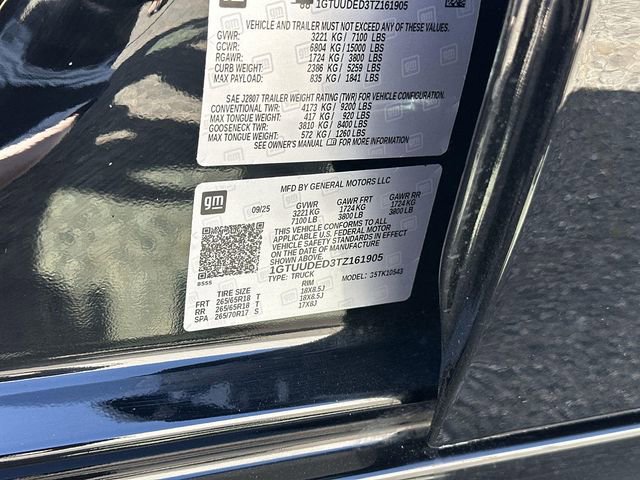 gm
1GTUUDED3TZ161905
VEHICLE AND TRAILER MUST NOT EXCEED ANY OF THESE VALUES.
GVWR: 3221 KG / 7100 LBS
GCWR: 6804 KG / 15000 LBS
RGAWR: 1724 KG / 3800 LBS
CURB WEIGHT: 2386 KG / 5259 LBS
MAX PAYLOAD: 835 KG / 1841 LBS
SAE J2807 TRAILER WEIGHT RATING (TWR) FOR VEHICLE CONFIGURATION.
CONVENTIONAL TWR: 4173 KG / 9200 LBS
MAX TONGUE WEIGHT: 417 KG / 920 LBS
GOOSENECK TWR: 3810 KG / 8400 LBS
MAX TONGUE WEIGHT: 572 KG / 1260 LBS
SEE OWNER'S MANUAL FOR MORE INFORMATION
gm
MFD BY GENERAL MOTORS LLC
09/25 GVWR GAWR FRT GAWR RR
3221KG 1724 KG 1724 KG
7100 LB 3800 LB 3800 LB
THIS VEHICLE CONFORMS TO ALL
APPLICABLE U.S. FEDERAL MOTOR
VEHICLE SAFETY STANDARDS IN EFFECT
ON THE DATE OF MANUFACTURE
SHOWN ABOVE.
1GTUUDED3TZ161905
TYPE: TRUCK MODEL:
TIRE SIZE RIM
FRT 265/65R18 T 18X8.5J
RR 265/65R18 T 18X8.5J
SPA 265/70R17 S 17X8J